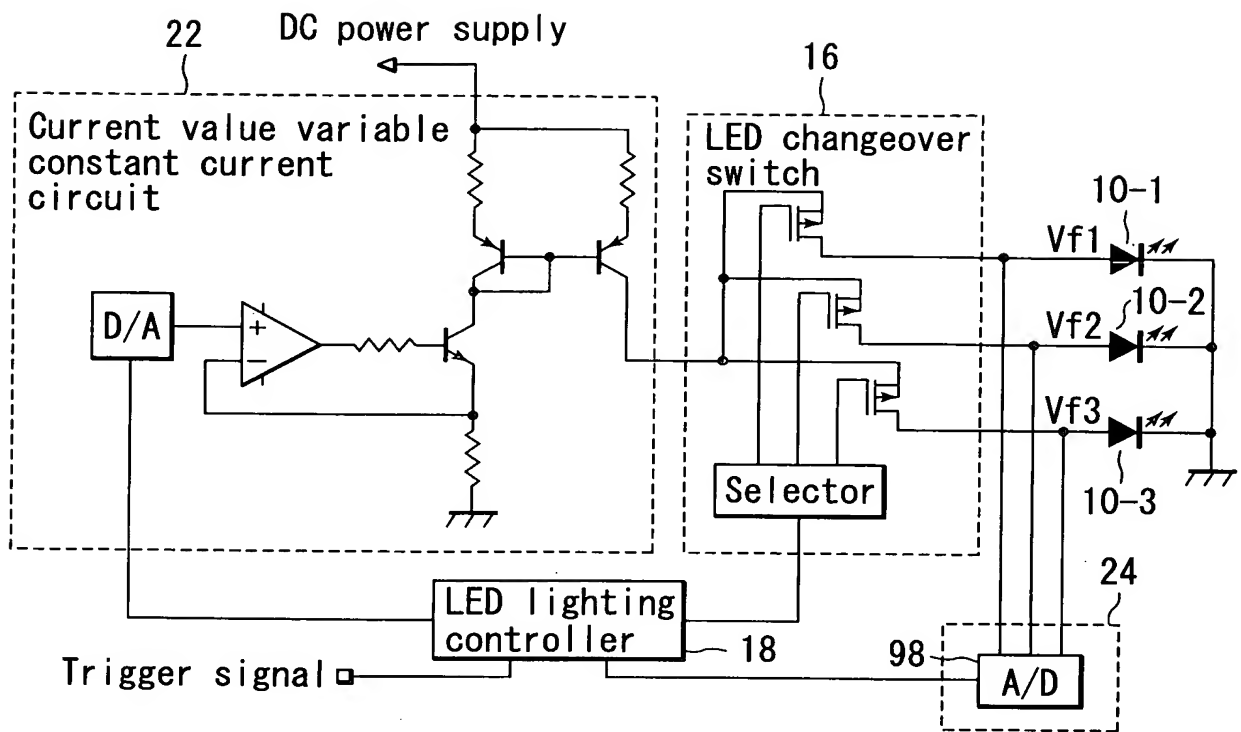 DC power supply
22
16
Current value variable
constant current
circuit
LED changeover
switch
10-1
Vf1
D/A
+
−
10-2
Vf2
Vf3
10-3
Selector
LED lighting
controller
18
24
98
A/D
Trigger signal